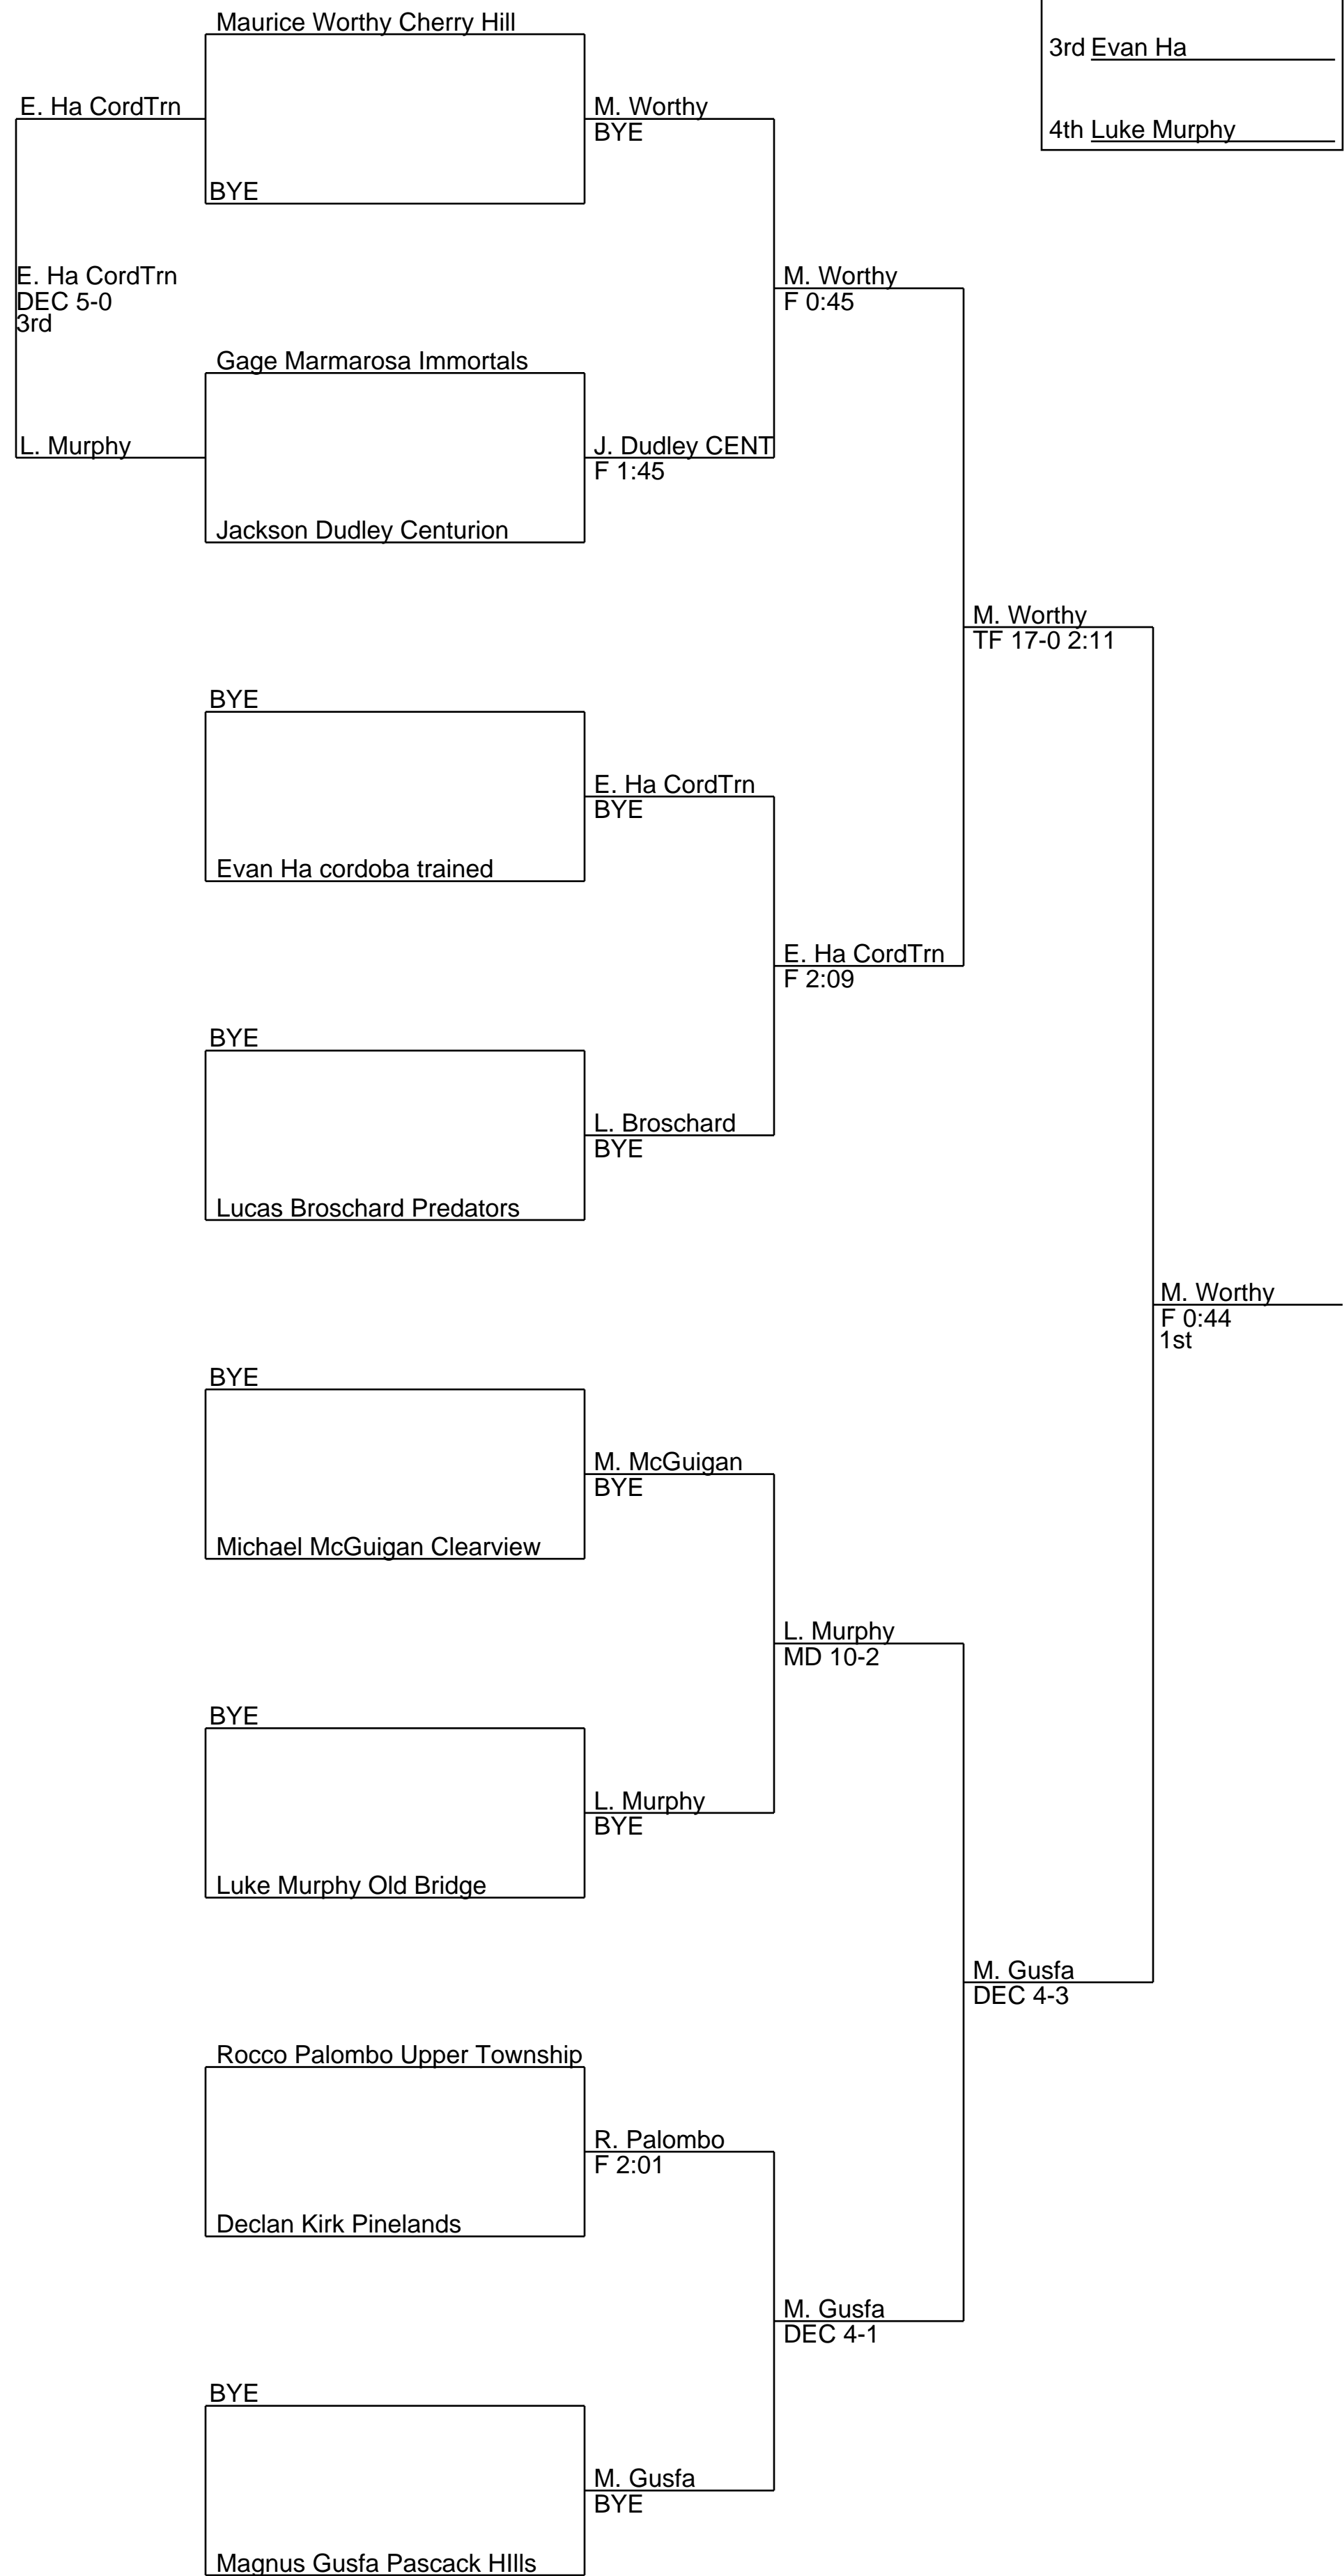 Maurice Worthy Cherry Hill
3rd Evan Ha
E. Ha CordTrn
M. Worthy
BYE
4th Luke Murphy
BYE
E. Ha CordTrn
DEC 5-0
3rd
M. Worthy
F 0:45
Gage Marmarosa Immortals
L. Murphy
J. Dudley CENT
F 1:45
Jackson Dudley Centurion
M. Worthy
TF 17-0 2:11
BYE
E. Ha CordTrn
BYE
Evan Ha cordoba trained
E. Ha CordTrn
F 2:09
BYE
L. Broschard
BYE
Lucas Broschard Predators
M. Worthy
F 0:44
1st
BYE
M. McGuigan
BYE
Michael McGuigan Clearview
L. Murphy
MD 10-2
BYE
L. Murphy
BYE
Luke Murphy Old Bridge
M. Gusfa
DEC 4-3
Rocco Palombo Upper Township
R. Palombo
F 2:01
Declan Kirk Pinelands
M. Gusfa
DEC 4-1
BYE
M. Gusfa
BYE
Magnus Gusfa Pascack HIlls